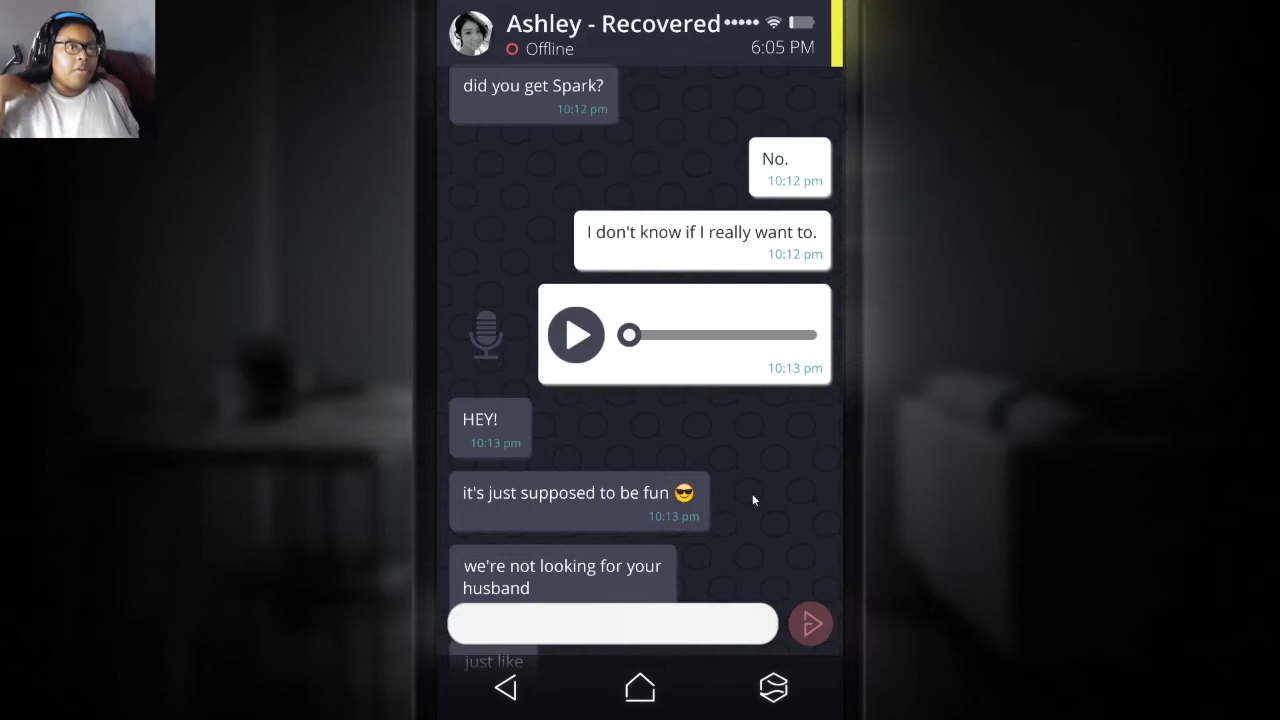 Ashley - Recovered
Offline
6:05 PM
did you get Spark?
10:12 pm
No.
10:12 pm
I don't know if I really want to.
10:12 pm
10:13 pm
HEY!
10:13 pm
it's just supposed to be fun 😎
10:13 pm
we're not looking for your
husband
just like